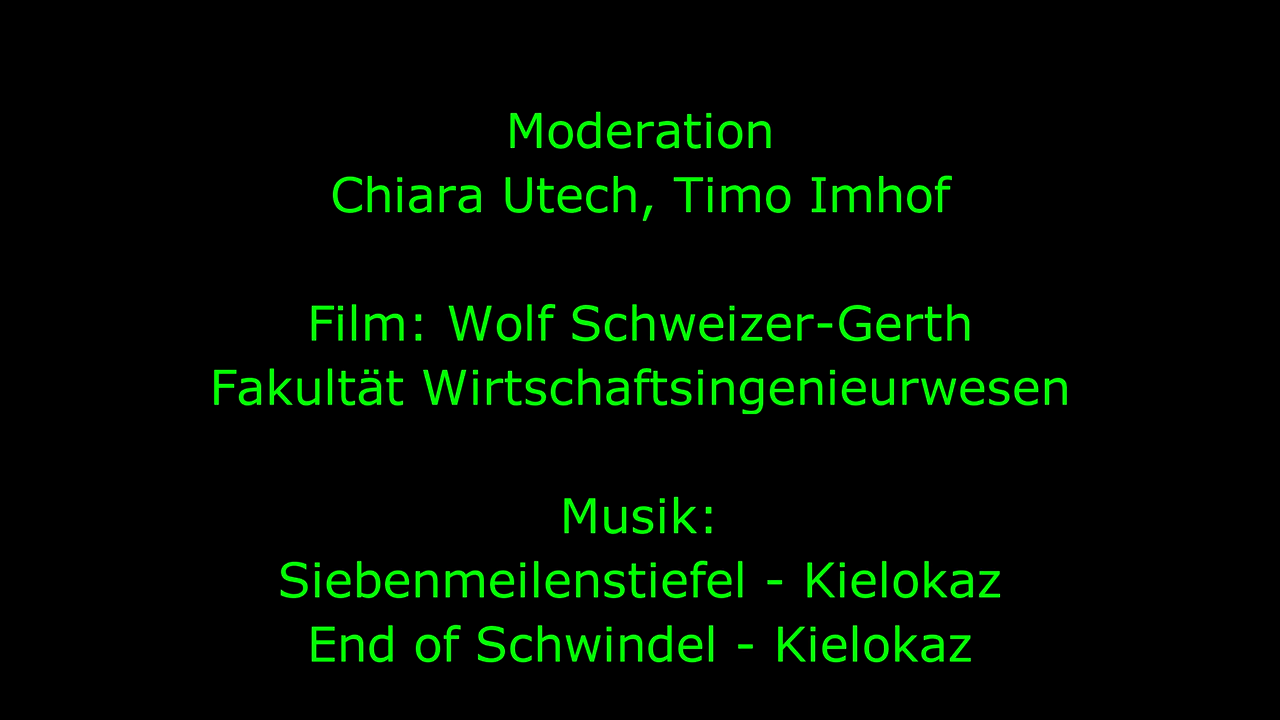 Moderation
Chiara Utech, Timo Imhof
Film: Wolf Schweizer-Gerth
Fakultät Wirtschaftsingenieurwesen
Musik:
Siebenmeilenstiefel - Kielokaz
End of Schwindel - Kielokaz